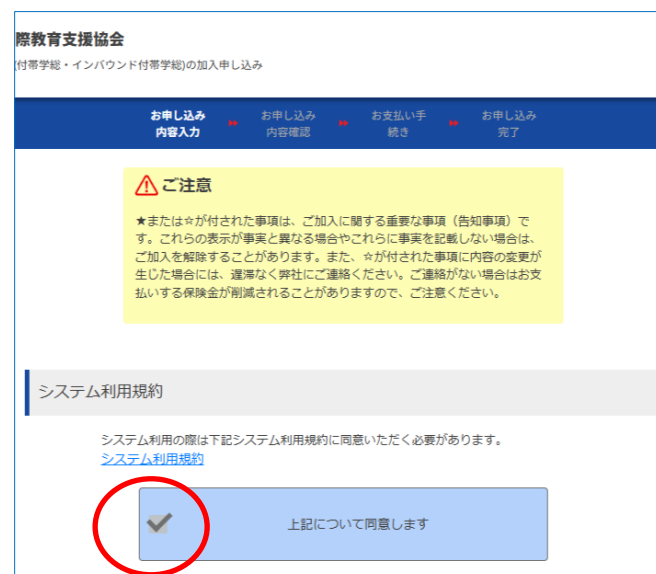 際教育支援協会
(付帯学総・インバウンド付帯学総)の加入申し込み
お申し込み
内容入力
お申し込み
内容確認
お支払い手
続き
お申し込み
完了
ご注意
★または☆が付された事項は、ご加入に関する重要な事項（告知事項）で
す。これらの表示が事実と異なる場合やこれらに事実を記載しない場合は、
ご加入を解除することがあります。また、☆が付された事項に内容の変更が
生じた場合には、遅滞なく弊社にご連絡ください。ご連絡がない場合はお支
払いする保険金が削減されることがありますので、ご注意ください。
システム利用規約
システム利用の際は下記システム利用規約に同意いただく必要があります。
システム利用規約
上記について同意します